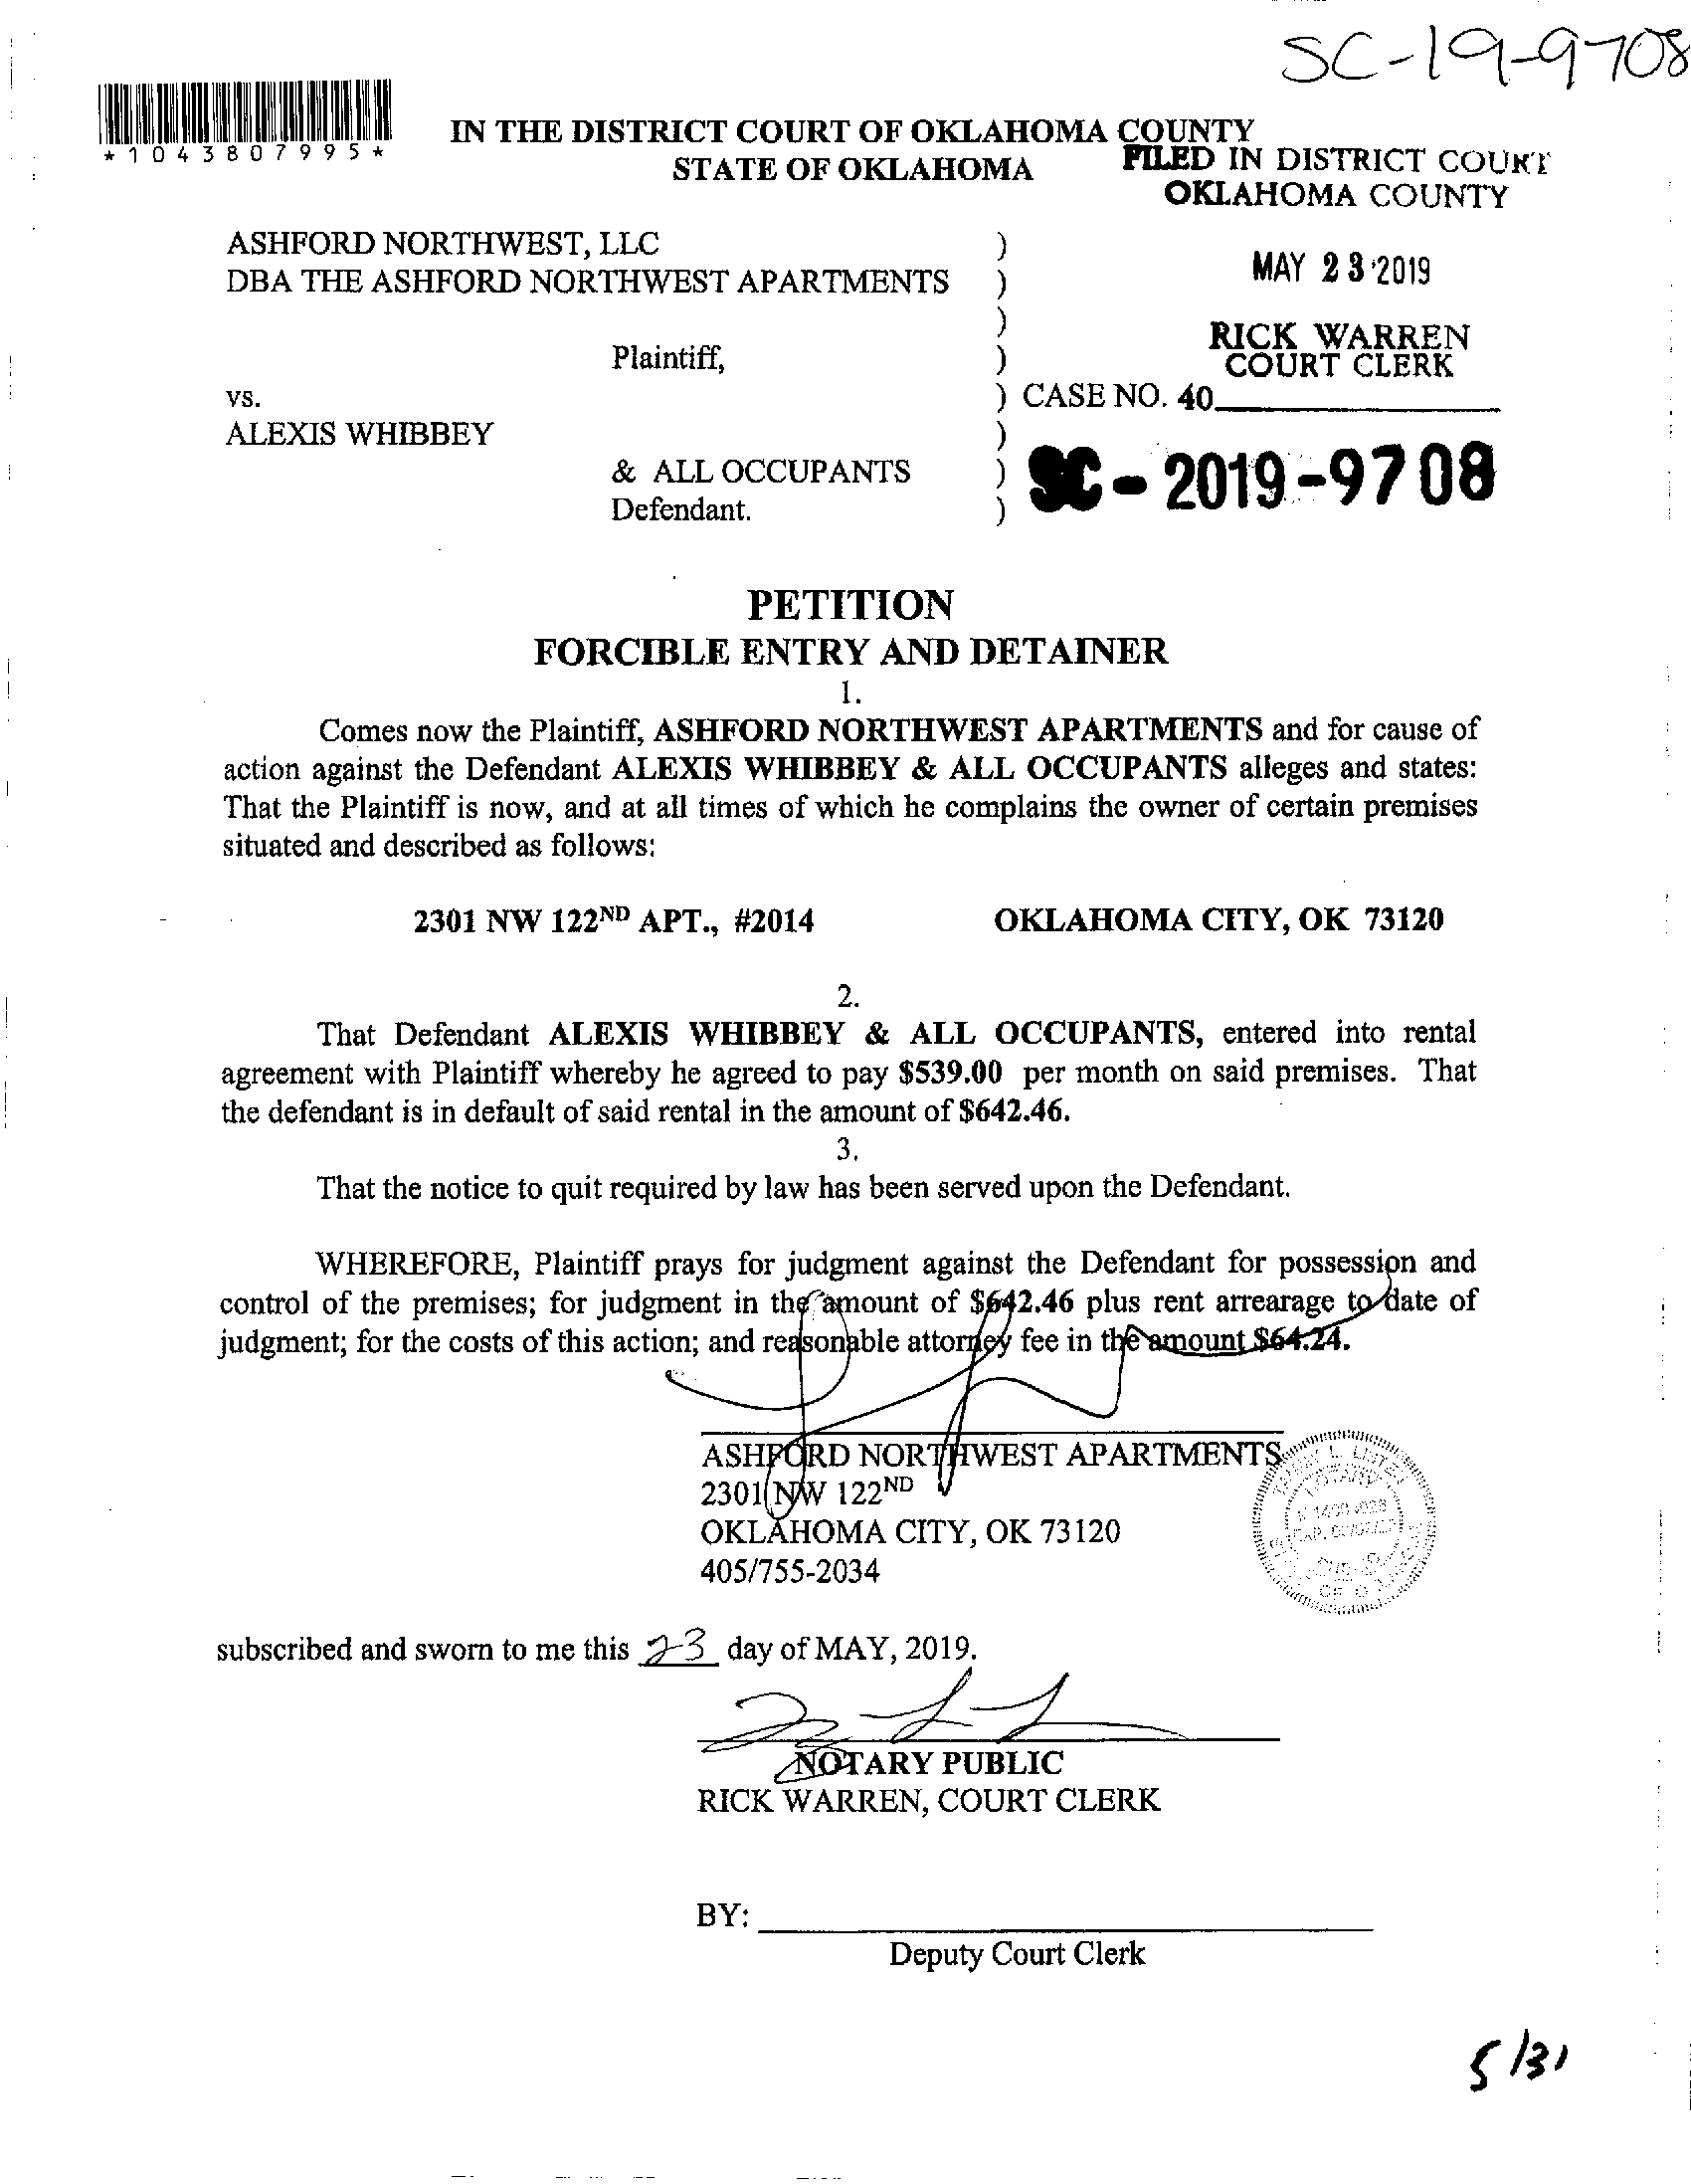 SC-19-9708
*1043807995*
IN THE DISTRICT COURT OF OKLAHOMA COUNTY
STATE OF OKLAHOMA
FILED IN DISTRICT COURT
OKLAHOMA COUNTY
MAY 23 2019
RICK WARREN
COURT CLERK
ASHFORD NORTHWEST, LLC )
DBA THE ASHFORD NORTHWEST APARTMENTS )
)
Plaintiff, )
vs. ) CASE NO. 40
ALEXIS WHIBBEY )
& ALL OCCUPANTS )
Defendant. )
SC-2019-9708
PETITION
FORCIBLE ENTRY AND DETAINER
1.
Comes now the Plaintiff, ASHFORD NORTHWEST APARTMENTS and for cause of
action against the Defendant ALEXIS WHIBBEY & ALL OCCUPANTS alleges and states:
That the Plaintiff is now, and at all times of which he complains the owner of certain premises
situated and described as follows:
2301 NW 122ND APT., #2014 OKLAHOMA CITY, OK 73120
2.
That Defendant ALEXIS WHIBBEY & ALL OCCUPANTS, entered into rental
agreement with Plaintiff whereby he agreed to pay $539.00 per month on said premises. That
the defendant is in default of said rental in the amount of $642.46.
3.
That the notice to quit required by law has been served upon the Defendant.
WHEREFORE, Plaintiff prays for judgment against the Defendant for possession and
control of the premises; for judgment in the amount of $642.46 plus rent arrearage to date of
judgment; for the costs of this action; and reasonable attorney fee in the amount $64.24.
ASHFORD NORTHWEST APARTMENTS
2301 NW 122ND
OKLAHOMA CITY, OK 73120
405/755-2034
subscribed and sworn to me this 23 day of MAY, 2019.
NOTARY PUBLIC
RICK WARREN, COURT CLERK
BY:
Deputy Court Clerk
5/31